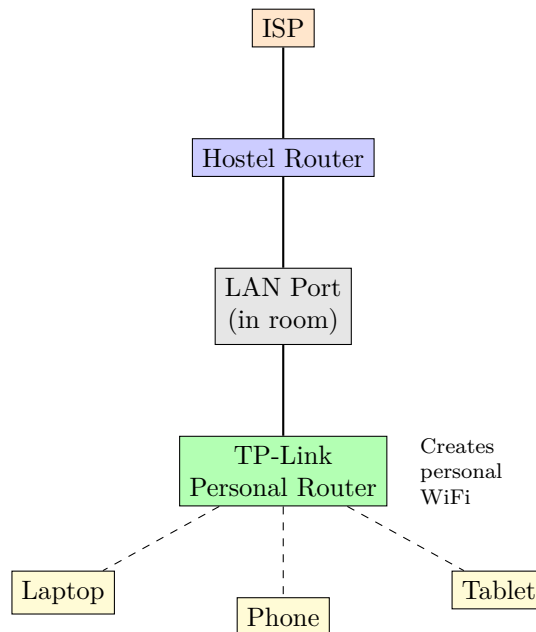 ISP
Hostel Router
LAN Port
(in room)
TP-Link
Personal Router
Creates
personal
WiFi
Laptop
Phone
Tablet